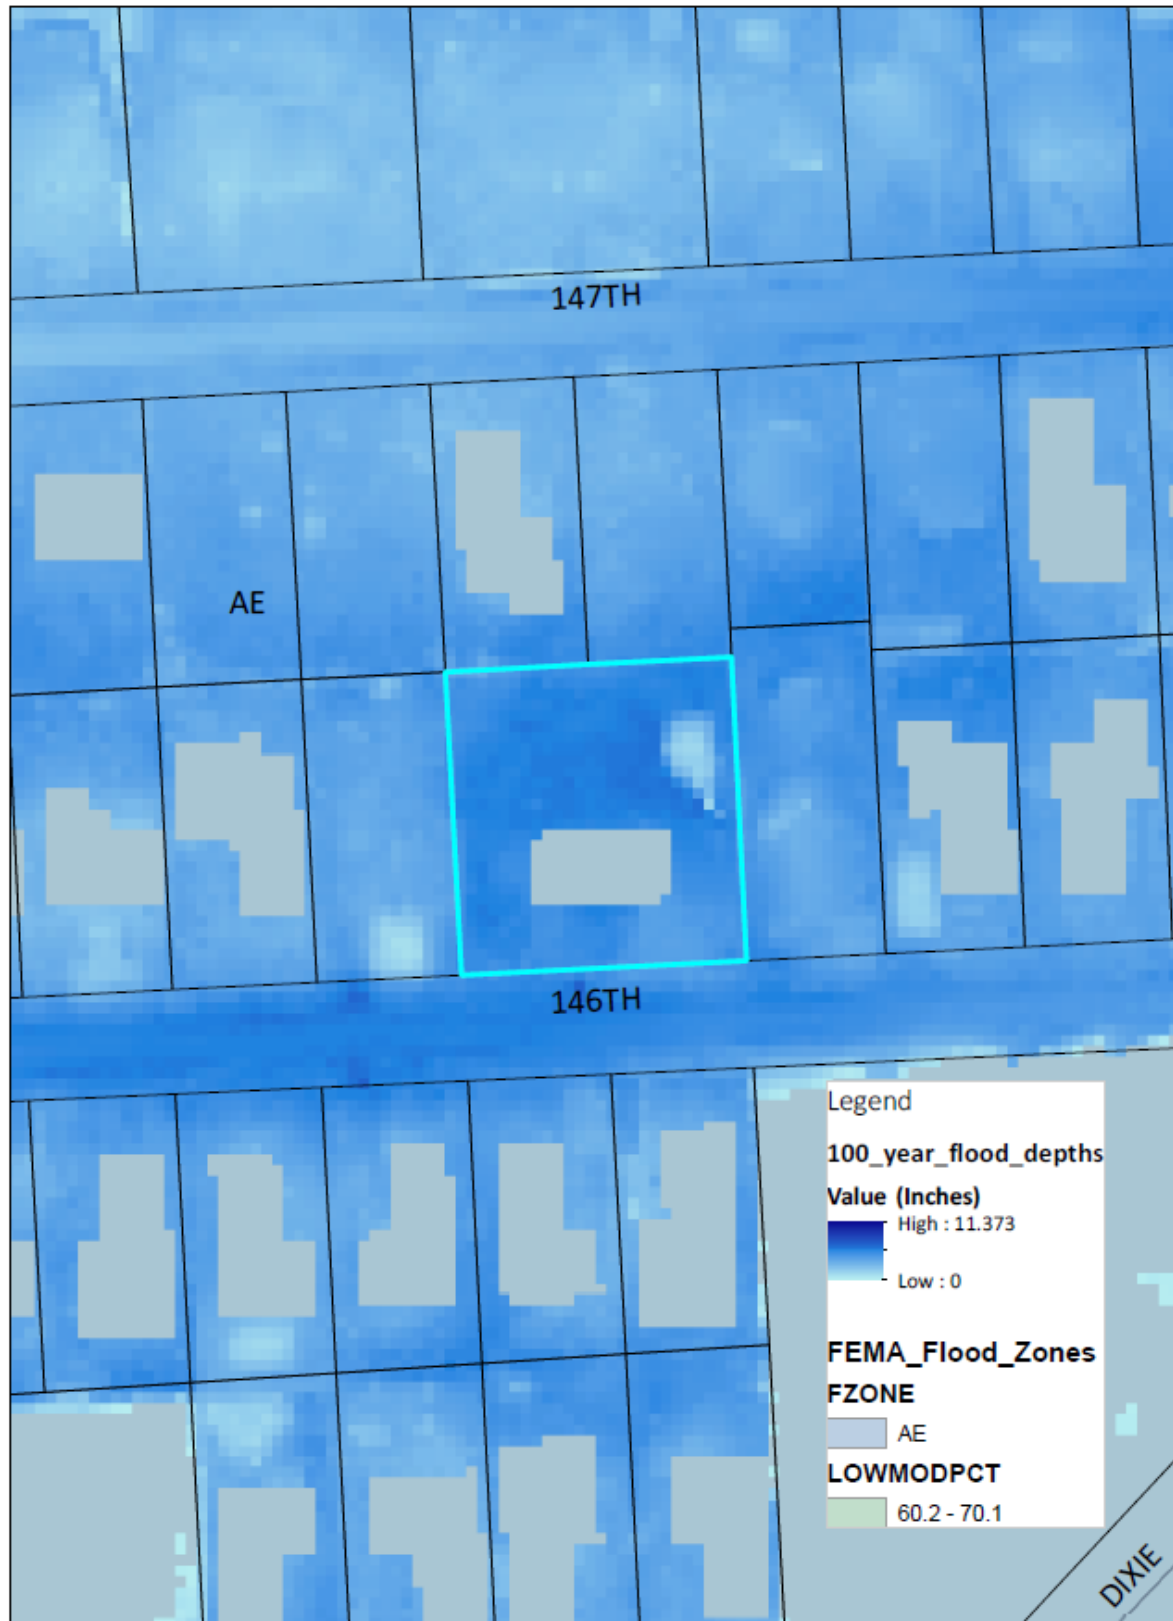 147TH
AE
146TH
Legend
100_year_flood_depths
Value (Inches)
High : 11.373
Low : 0
FEMA_Flood_Zones
FZONE
AE
LOWMODPCT
60.2 - 70.1
DIXIE